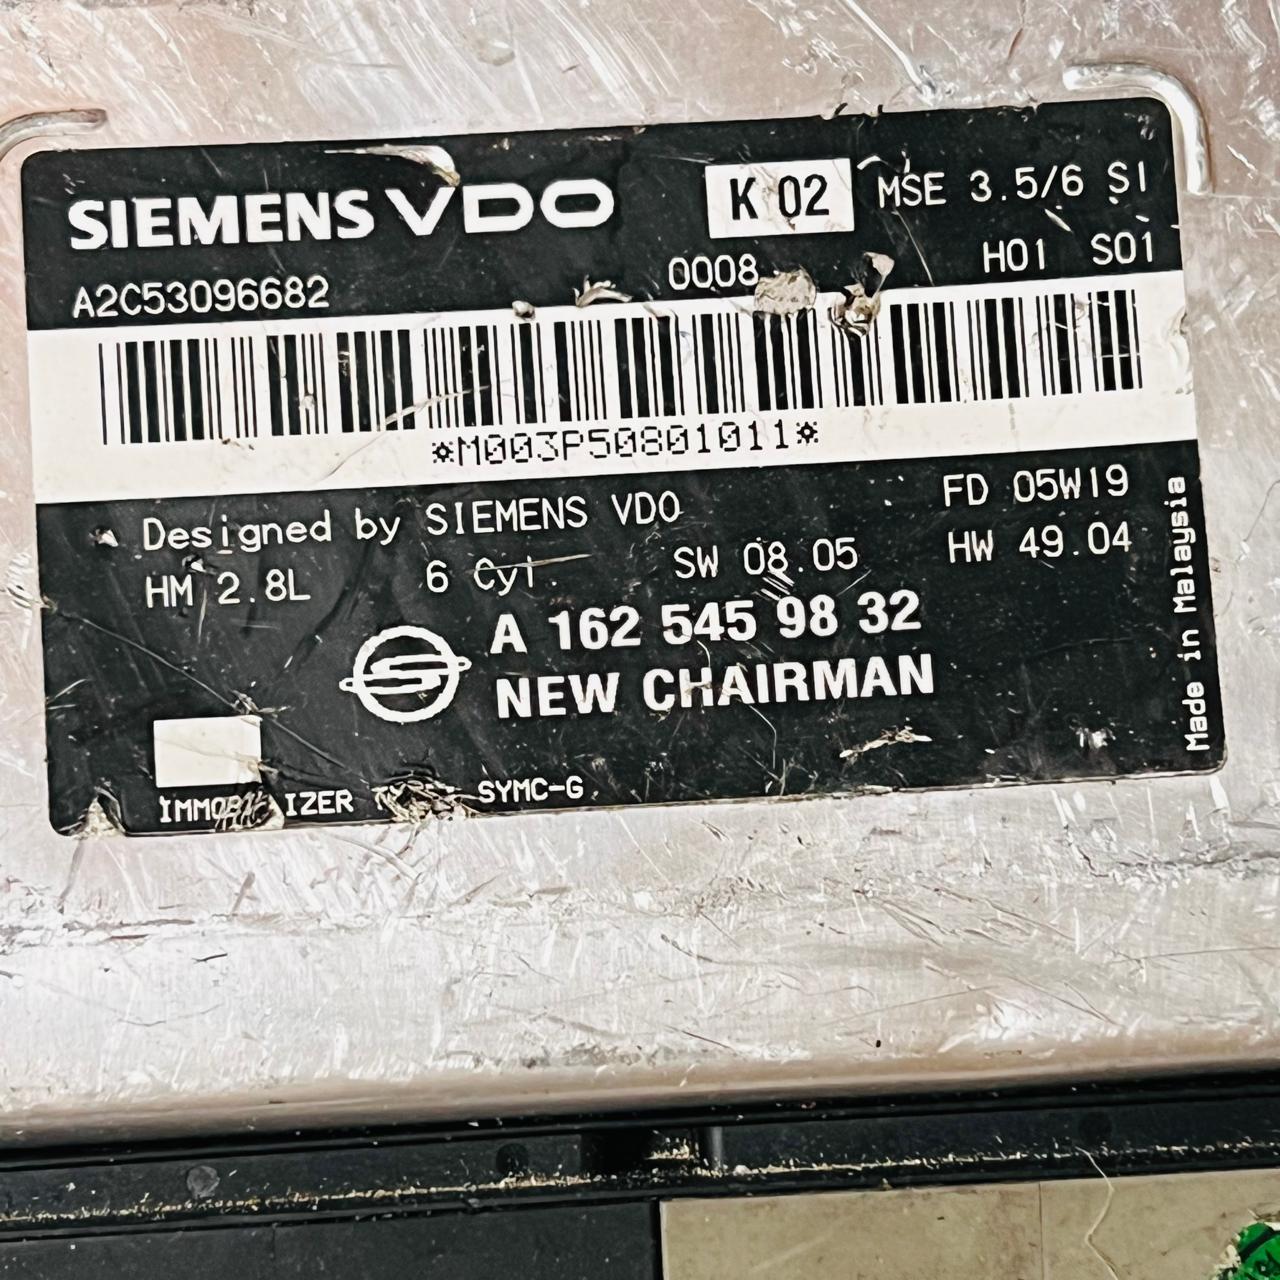 SIEMENS VDO K 02 MSE 3.5/6 SI
A2C53096682 0008 H01 S01
*M003P50801011*
Designed by SIEMENS VDO FD 05W19
HM 2.8L 6 Cyl. SW 08.05 HW 49.04
A 162 545 98 32
NEW CHAIRMAN
SYMC-G
Made in Malaysia